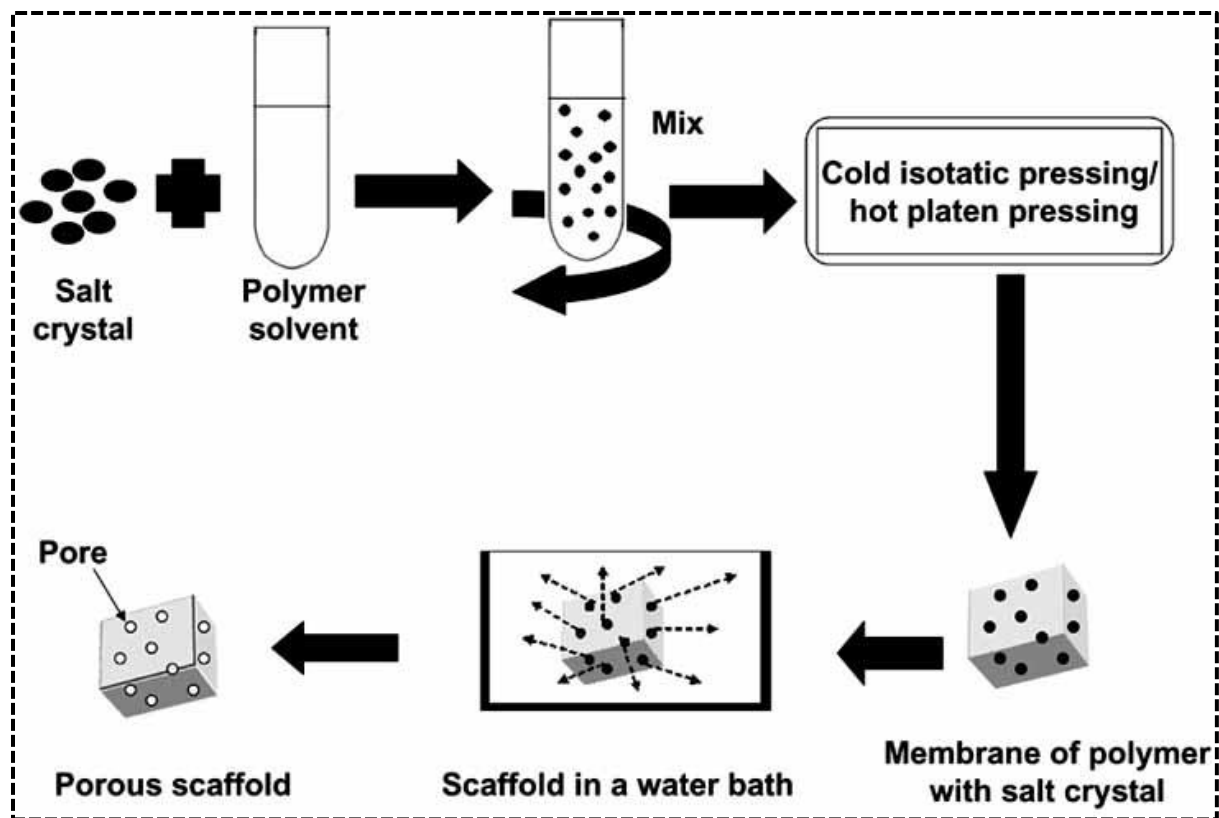 Mix
Cold isotatic pressing/
hot platen pressing
Salt
crystal
Polymer
solvent
Pore
Membrane of polymer
with salt crystal
Scaffold in a water bath
Porous scaffold